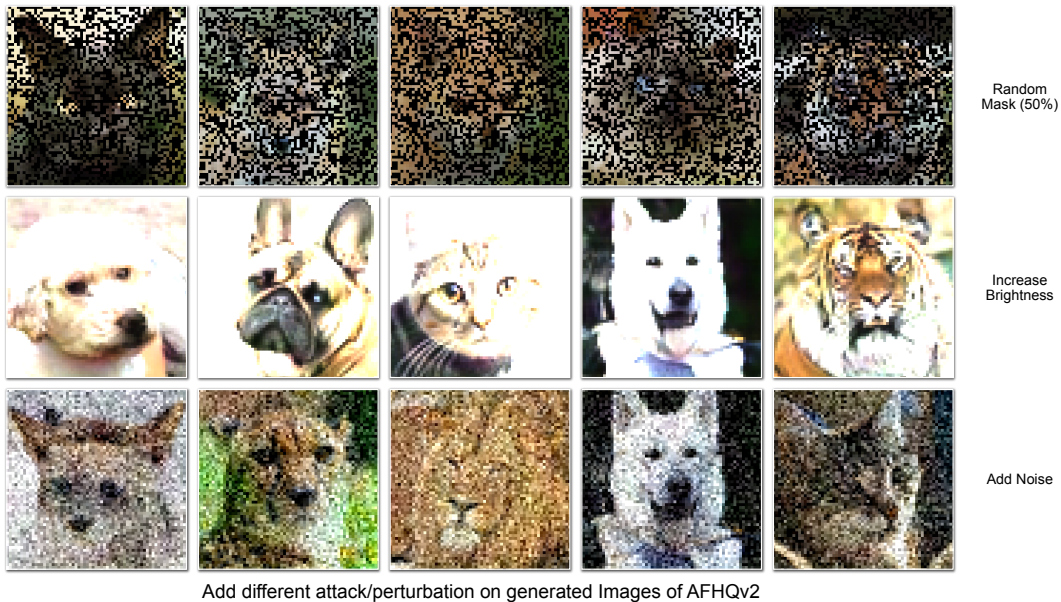 Random
Mask (50%)
Increase
Brightness
Add Noise
Add different attack/perturbation on generated Images of AFHQv2